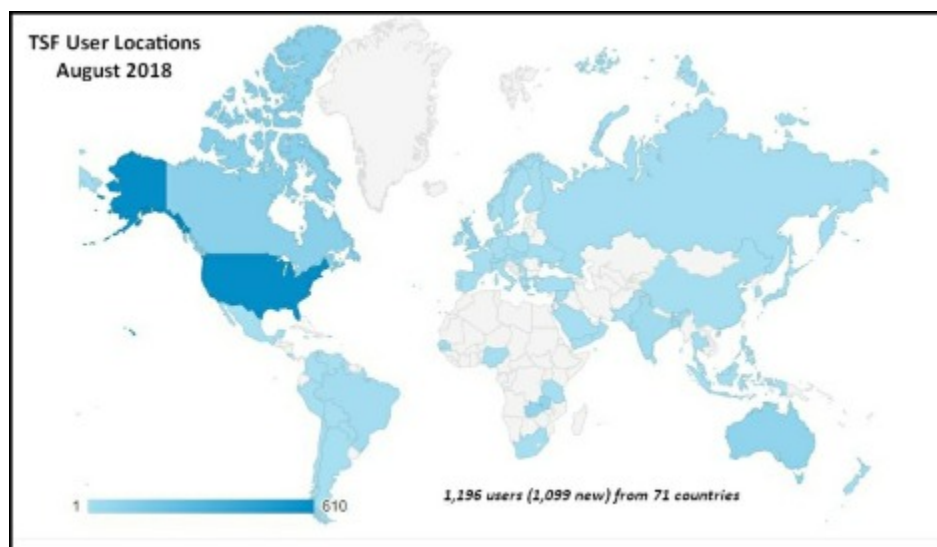 TSF User Locations
August 2018
1
610
1,196 users (1,099 new) from 71 countries